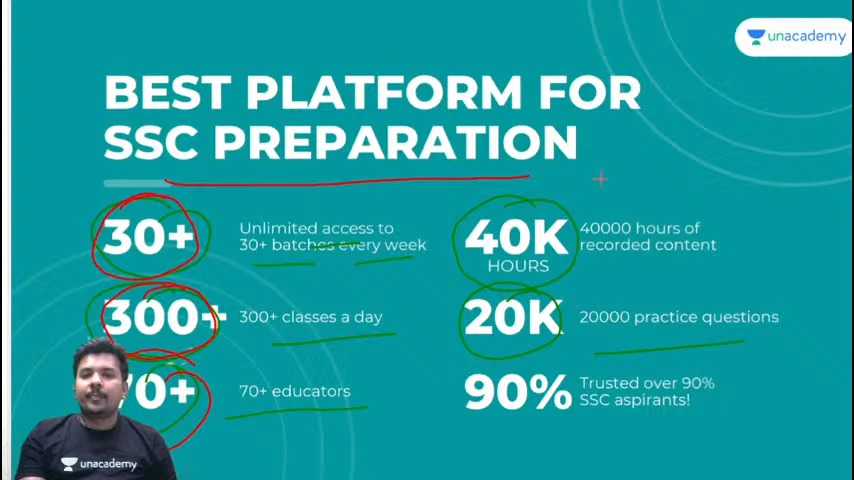 unacademy
BEST PLATFORM FOR
SSC PREPARATION
30+
Unlimited access to
30+ batches every week
40K
HOURS
40000 hours of
recorded content
300+
300+ classes a day
20K
20000 practice questions
70+
70+ educators
90%
Trusted over 90%
SSC aspirants!
unacademy